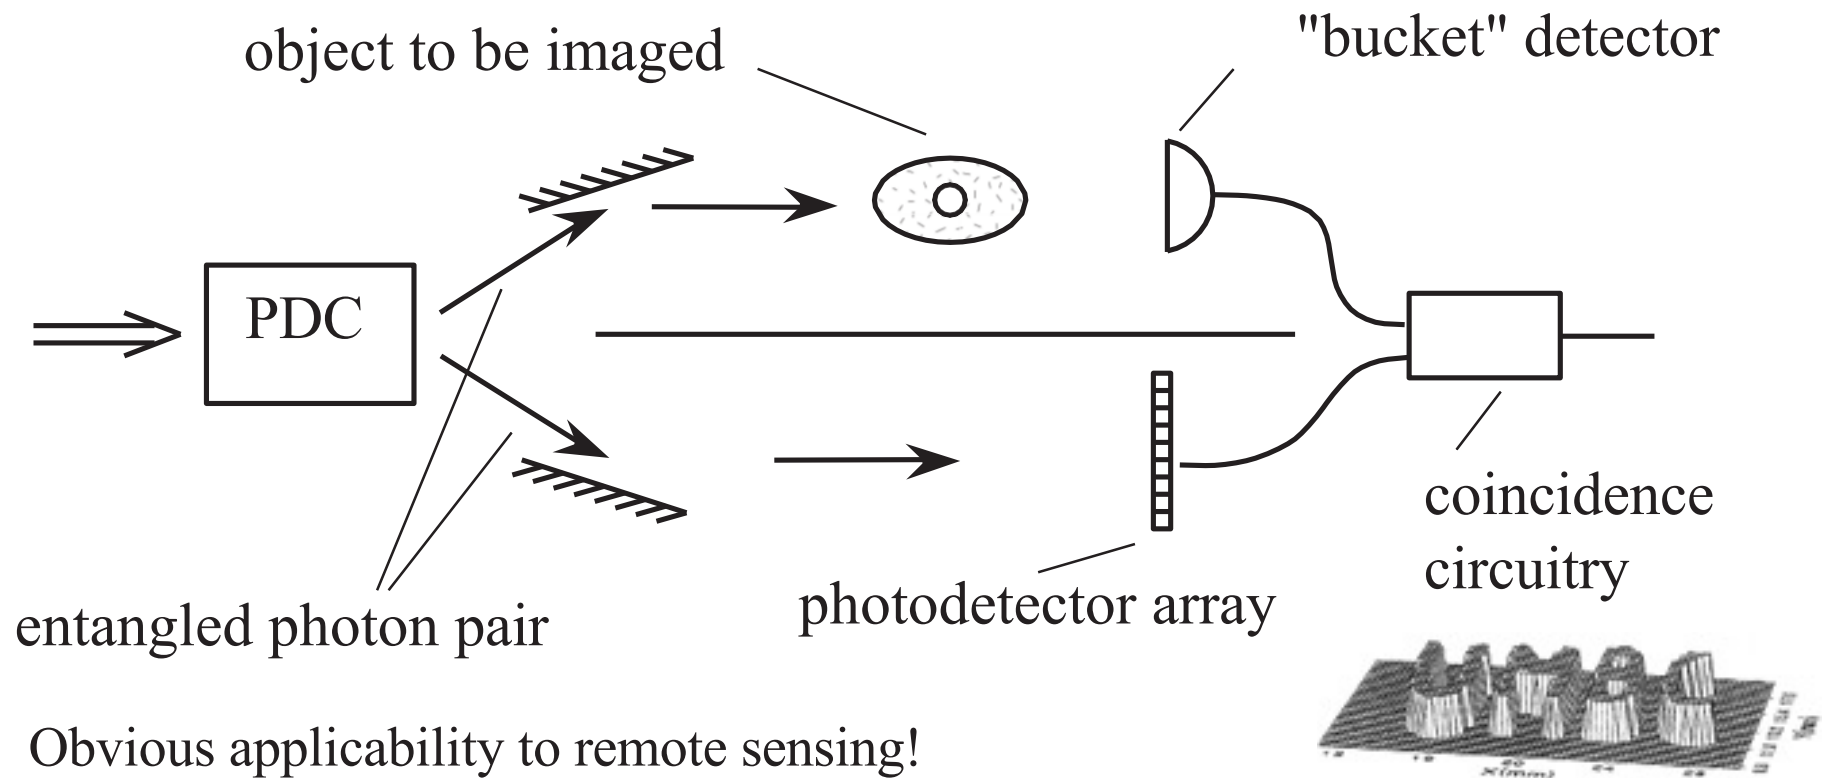 object to be imaged
"bucket" detector
PDC
coincidence
circuitry
photodetector array
entangled photon pair
Obvious applicability to remote sensing!
X(mm)